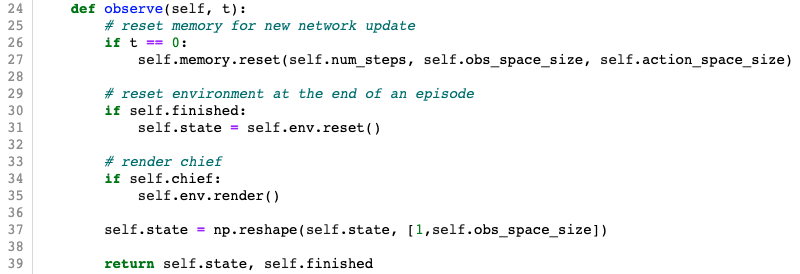 24 def observe(self, t):
25 # reset memory for new network update
26 if t == 0:
27 self.memory.reset(self.num_steps, self.obs_space_size, self.action_space_size)
28
29 # reset environment at the end of an episode
30 if self.finished:
31 self.state = self.env.reset()
32
33 # render chief
34 if self.chief:
35 self.env.render()
36
37 self.state = np.reshape(self.state, [1,self.obs_space_size])
38
39 return self.state, self.finished